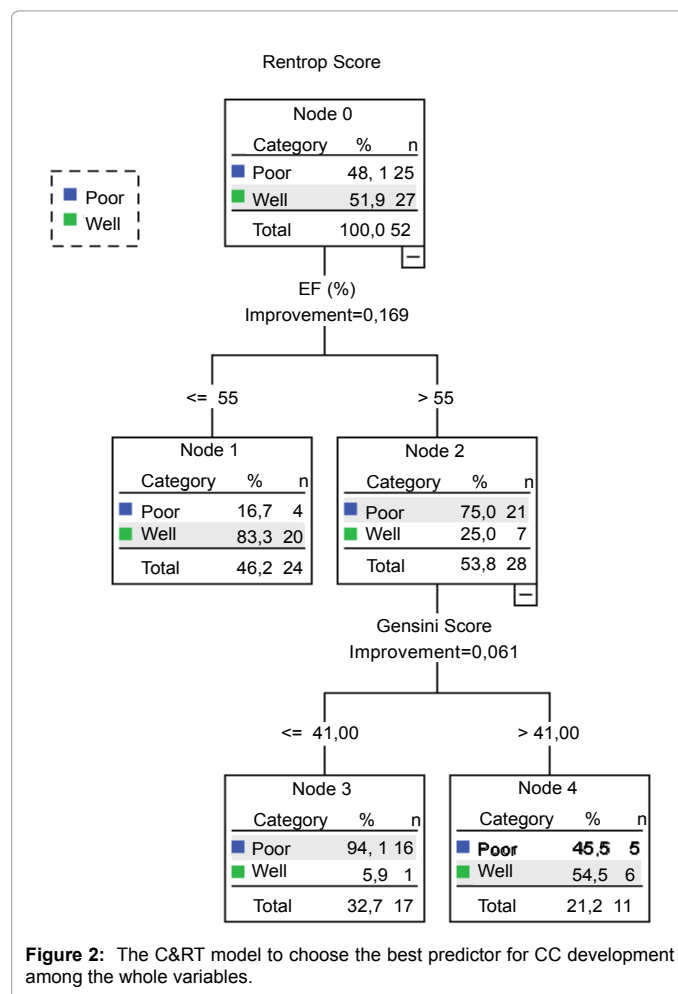 Rentrop Score
Node 0
Category % n
Poor 48, 1 25
Well 51,9 27
Total 100,0 52
Poor
Well
EF (%)
Improvement=0,169
<= 55
> 55
Node 1
Category % n
Poor 16,7 4
Well 83,3 20
Total 46,2 24
Node 2
Category % n
Poor 75,0 21
Well 25,0 7
Total 53,8 28
Gensini Score
Improvement=0,061
<= 41,00
> 41,00
Node 3
Category % n
Poor 94, 1 16
Well 5,9 1
Total 32,7 17
Node 4
Category % n
Poor 45,5 5
Well 54,5 6
Total 21,2 11
Figure 2: The C&RT model to choose the best predictor for CC development
among the whole variables.